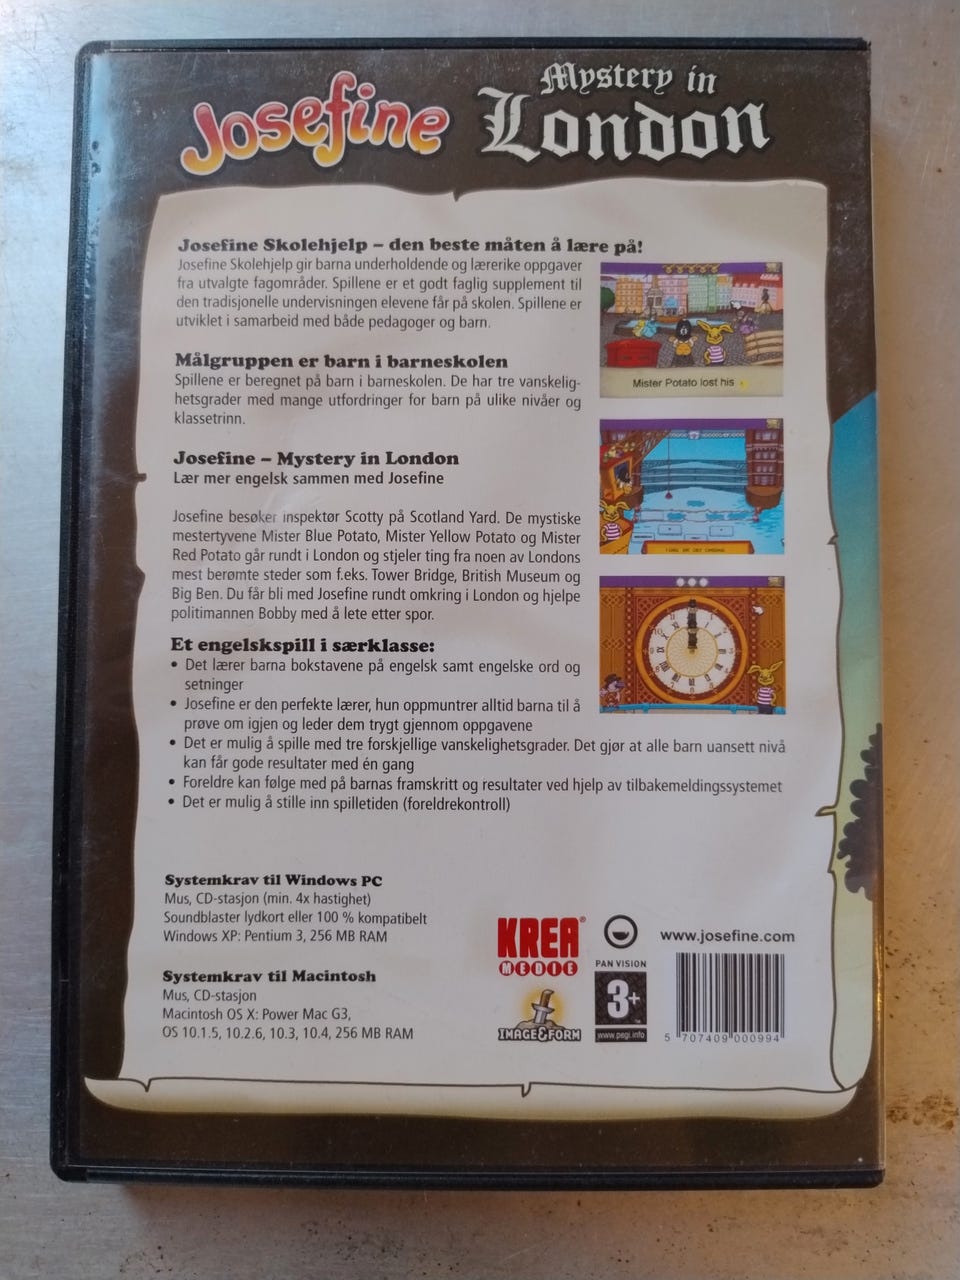 Josefine
Mystery in
London
Josefine Skolehjelp – den beste måten å lære på!
Josefine Skolehjelp gir barna underholdende og lærerike oppgaver
fra utvalgte fagområder. Spillene er et godt faglig supplement til
den tradisjonelle undervisningen elevene får på skolen. Spillene er
utviklet i samarbeid med både pedagoger og barn.
Målgruppen er barn i barneskolen
Spillene er beregnet på barn i barneskolen. De har tre vanskelig-
hetsgrader med mange utfordringer for barn på ulike nivåer og
klassetrinn.
Mister Potato lost his
Josefine – Mystery in London
Lær mer engelsk sammen med Josefine
Josefine besøker inspektør Scotty på Scotland Yard. De mystiske
mestertyvene Mister Blue Potato, Mister Yellow Potato og Mister
Red Potato går rundt i London og stjeler ting fra noen av Londons
mest berømte steder som f.eks. Tower Bridge, British Museum og
Big Ben. Du får bli med Josefine rundt omkring i London og hjelpe
politimannen Bobby med å lete etter spor.
Et engelskspill i særklasse:
• Det lærer barna bokstavene på engelsk samt engelske ord og
setninger
• Josefine er den perfekte lærer, hun oppmuntrer alltid barna til å
prøve om igjen og leder dem trygt gjennom oppgavene
• Det er mulig å spille med tre forskjellige vanskelighetsgrader. Det gjør at alle barn uansett nivå
kan får gode resultater med én gang
• Foreldre kan følge med på barnas framskritt og resultater ved hjelp av tilbakemeldingssystemet
• Det er mulig å stille inn spilletiden (foreldrekontroll)
Systemkrav til Windows PC
Mus, CD-stasjon (min. 4x hastighet)
Soundblaster lydkort eller 100 % kompatibelt
Windows XP: Pentium 3, 256 MB RAM
Systemkrav til Macintosh
Mus, CD-stasjon
Macintosh OS X: Power Mac G3,
OS 10.1.5, 10.2.6, 10.3, 10.4, 256 MB RAM
KREA®
MEDIE
IMAGE&FORM
PAN VISION
3+
www.pegi.info
www.josefine.com
5 707409 000994